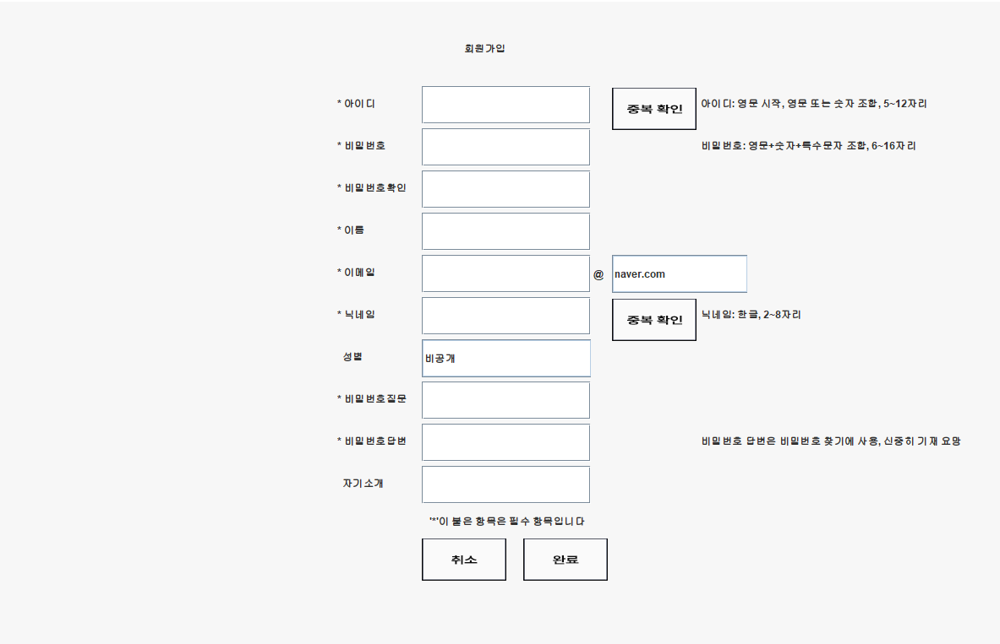 회원가입
* 아이디 중복 확인 아이디: 영문 시작, 영문 또는 숫자 조합, 5~12자리
* 비밀번호 비밀번호: 영문+숫자+특수문자 조합, 6~16자리
* 비밀번호확인
* 이름
* 이메일 @ naver.com
* 닉네임 중복 확인 닉네임: 한글, 2~8자리
성별 비공개
* 비밀번호질문
* 비밀번호답변 비밀번호 답변은 비밀번호 찾기에 사용, 신중히 기재 요망
자기소개
'*'이 붙은 항목은 필수 항목입니다
취소 완료